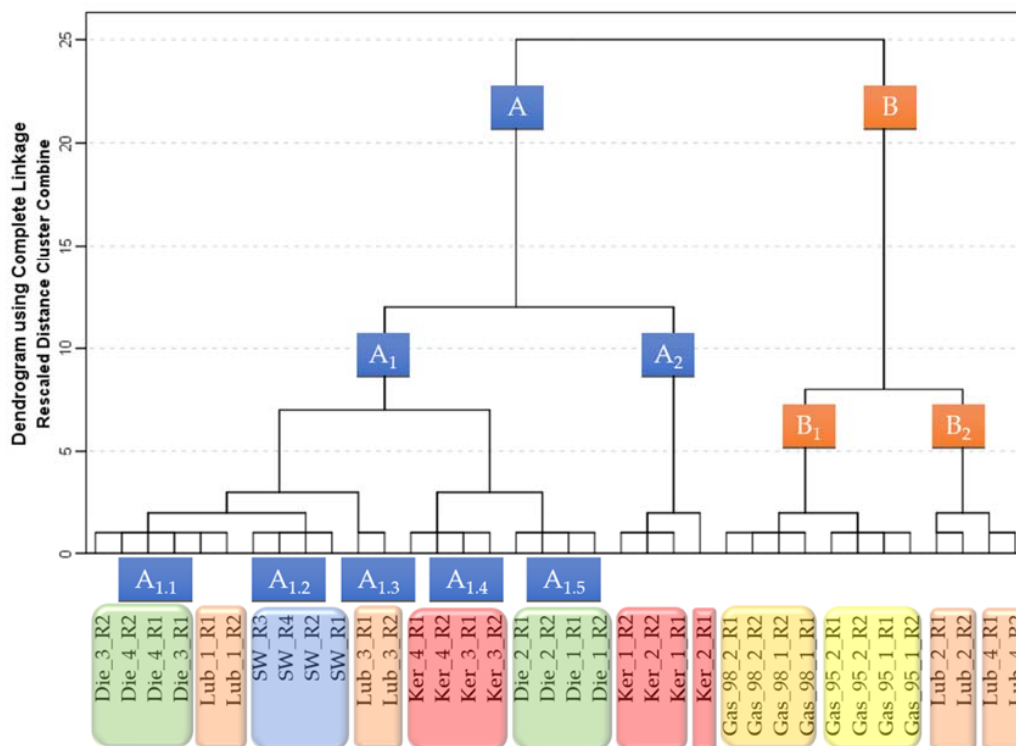 Dendrogram using Complete Linkage
Rescaled Distance Cluster Combine
25
20
15
10
5
0
A
B
A1
A2
B1
B2
A1.1
A1.2
A1.3
A1.4
A1.5
Die_3_R2
Die_4_R2
Die_4_R1
Die_3_R1
Lub_1_R1
Lub_1_R2
SW_R3
SW_R4
SW_R2
SW_R1
Lub_3_R1
Lub_3_R2
Ker_4_R1
Ker_4_R2
Ker_3_R1
Ker_3_R2
Die_2_R1
Die_2_R2
Die_1_R1
Die_1_R2
Ker_1_R2
Ker_2_R2
Ker_1_R1
Ker_2_R1
Gas_98_2_R1
Gas_98_2_R2
Gas_98_1_R2
Gas_98_1_R1
Gas_95_2_R1
Gas_95_2_R2
Gas_95_1_R1
Gas_95_1_R2
Lub_2_R1
Lub_2_R2
Lub_4_R1
Lub_4_R2